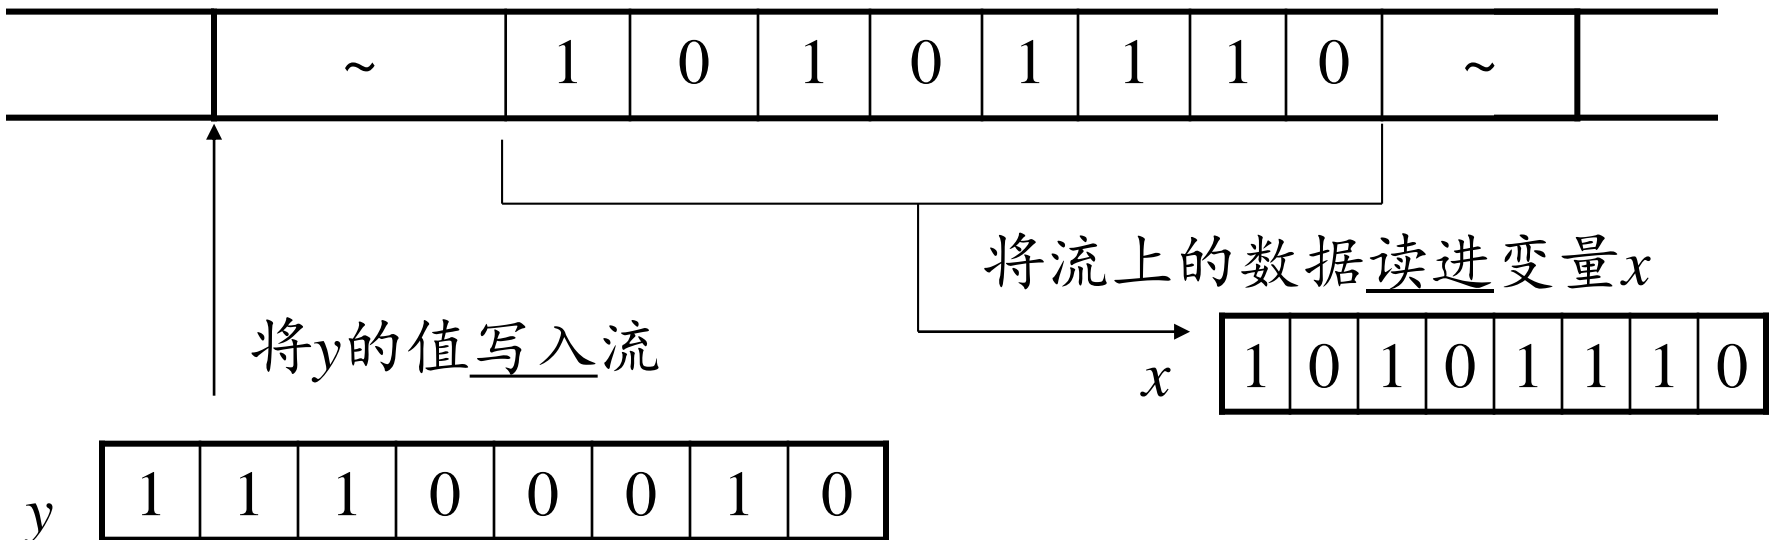 ~ 1 0 1 0 1 1 1 0 ~
将流上的数据读进变量x
将y的值写入流
x 1 0 1 0 1 1 1 0
y 1 1 1 0 0 0 1 0